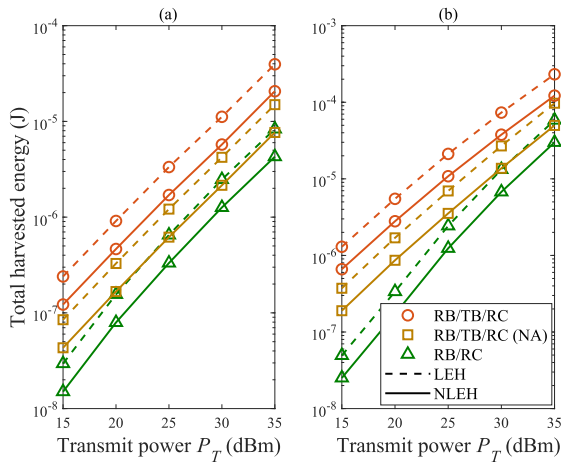 (a)
(b)
Total harvested energy (J)
10^-4
10^-5
10^-6
10^-7
10^-8
15 20 25 30 35
Transmit power P_T (dBm)
10^-3
10^-4
10^-5
10^-6
10^-7
10^-8
RB/TB/RC
RB/TB/RC (NA)
RB/RC
LEH
NLEH
15 20 25 30 35
Transmit power P_T (dBm)